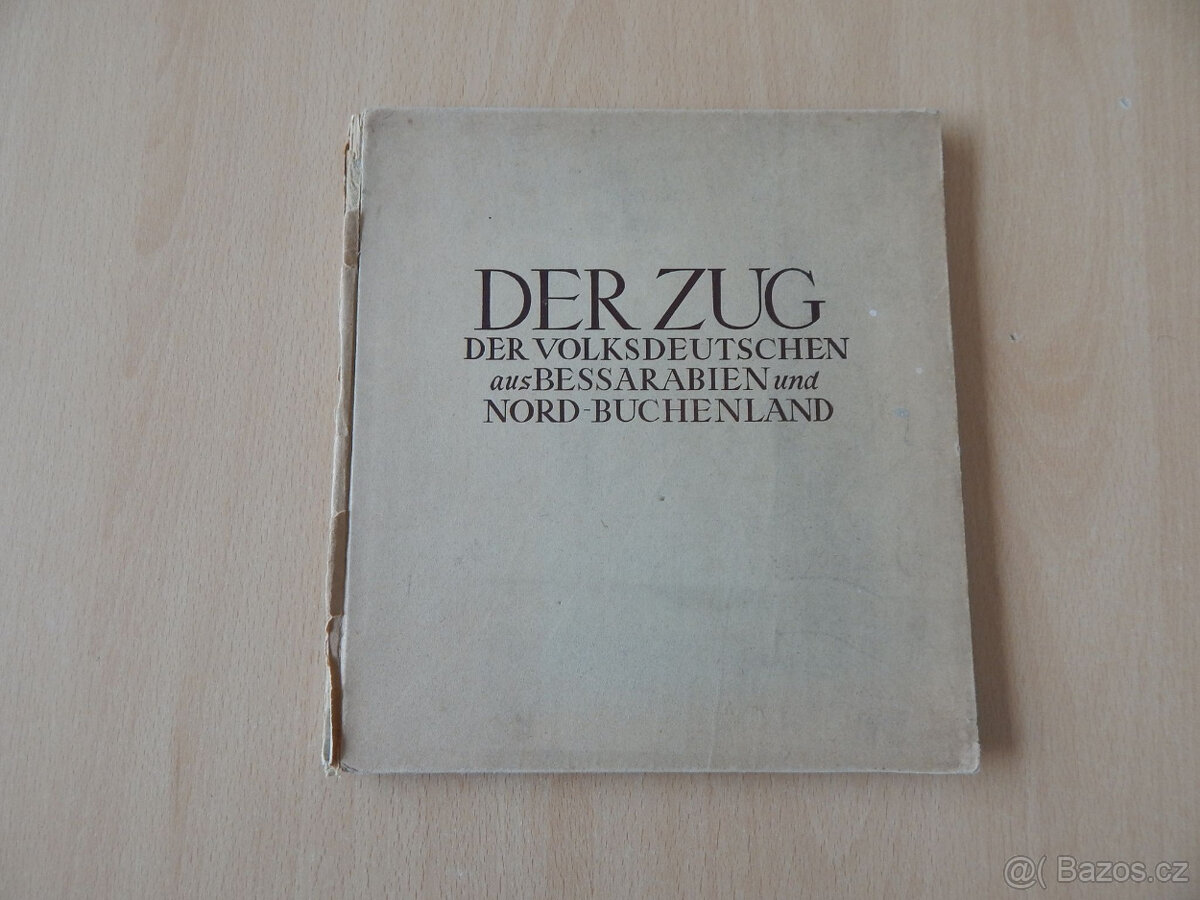 DER ZUG
DER VOLKSDEUTSCHEN
aus BESSARABIEN und
NORD-BUCHENLAND
@( Bazos.cz